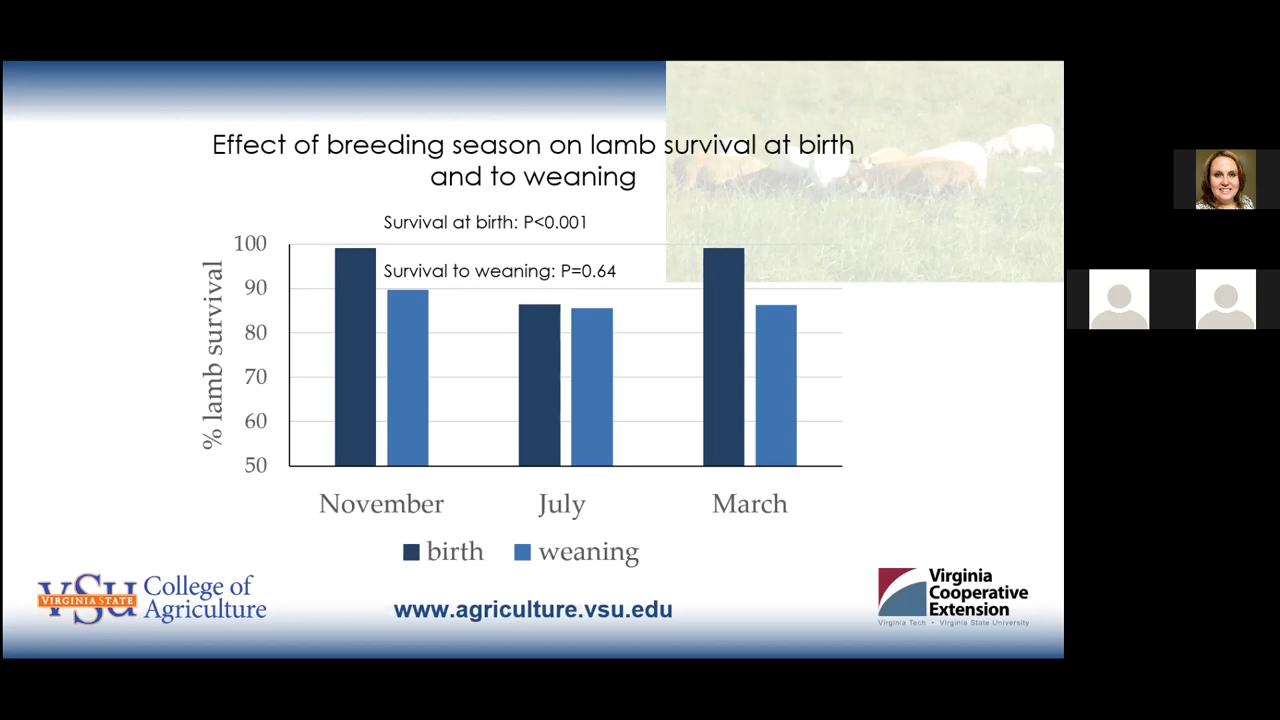 Effect of breeding season on lamb survival at birth
and to weaning
Survival at birth: P<0.001
Survival to weaning: P=0.64
% lamb survival
100
90
80
70
60
50
November July March
birth weaning
VSU
VIRGINIA STATE
College of
Agriculture
www.agriculture.vsu.edu
Virginia
Cooperative
Extension
Virginia Tech • Virginia State University